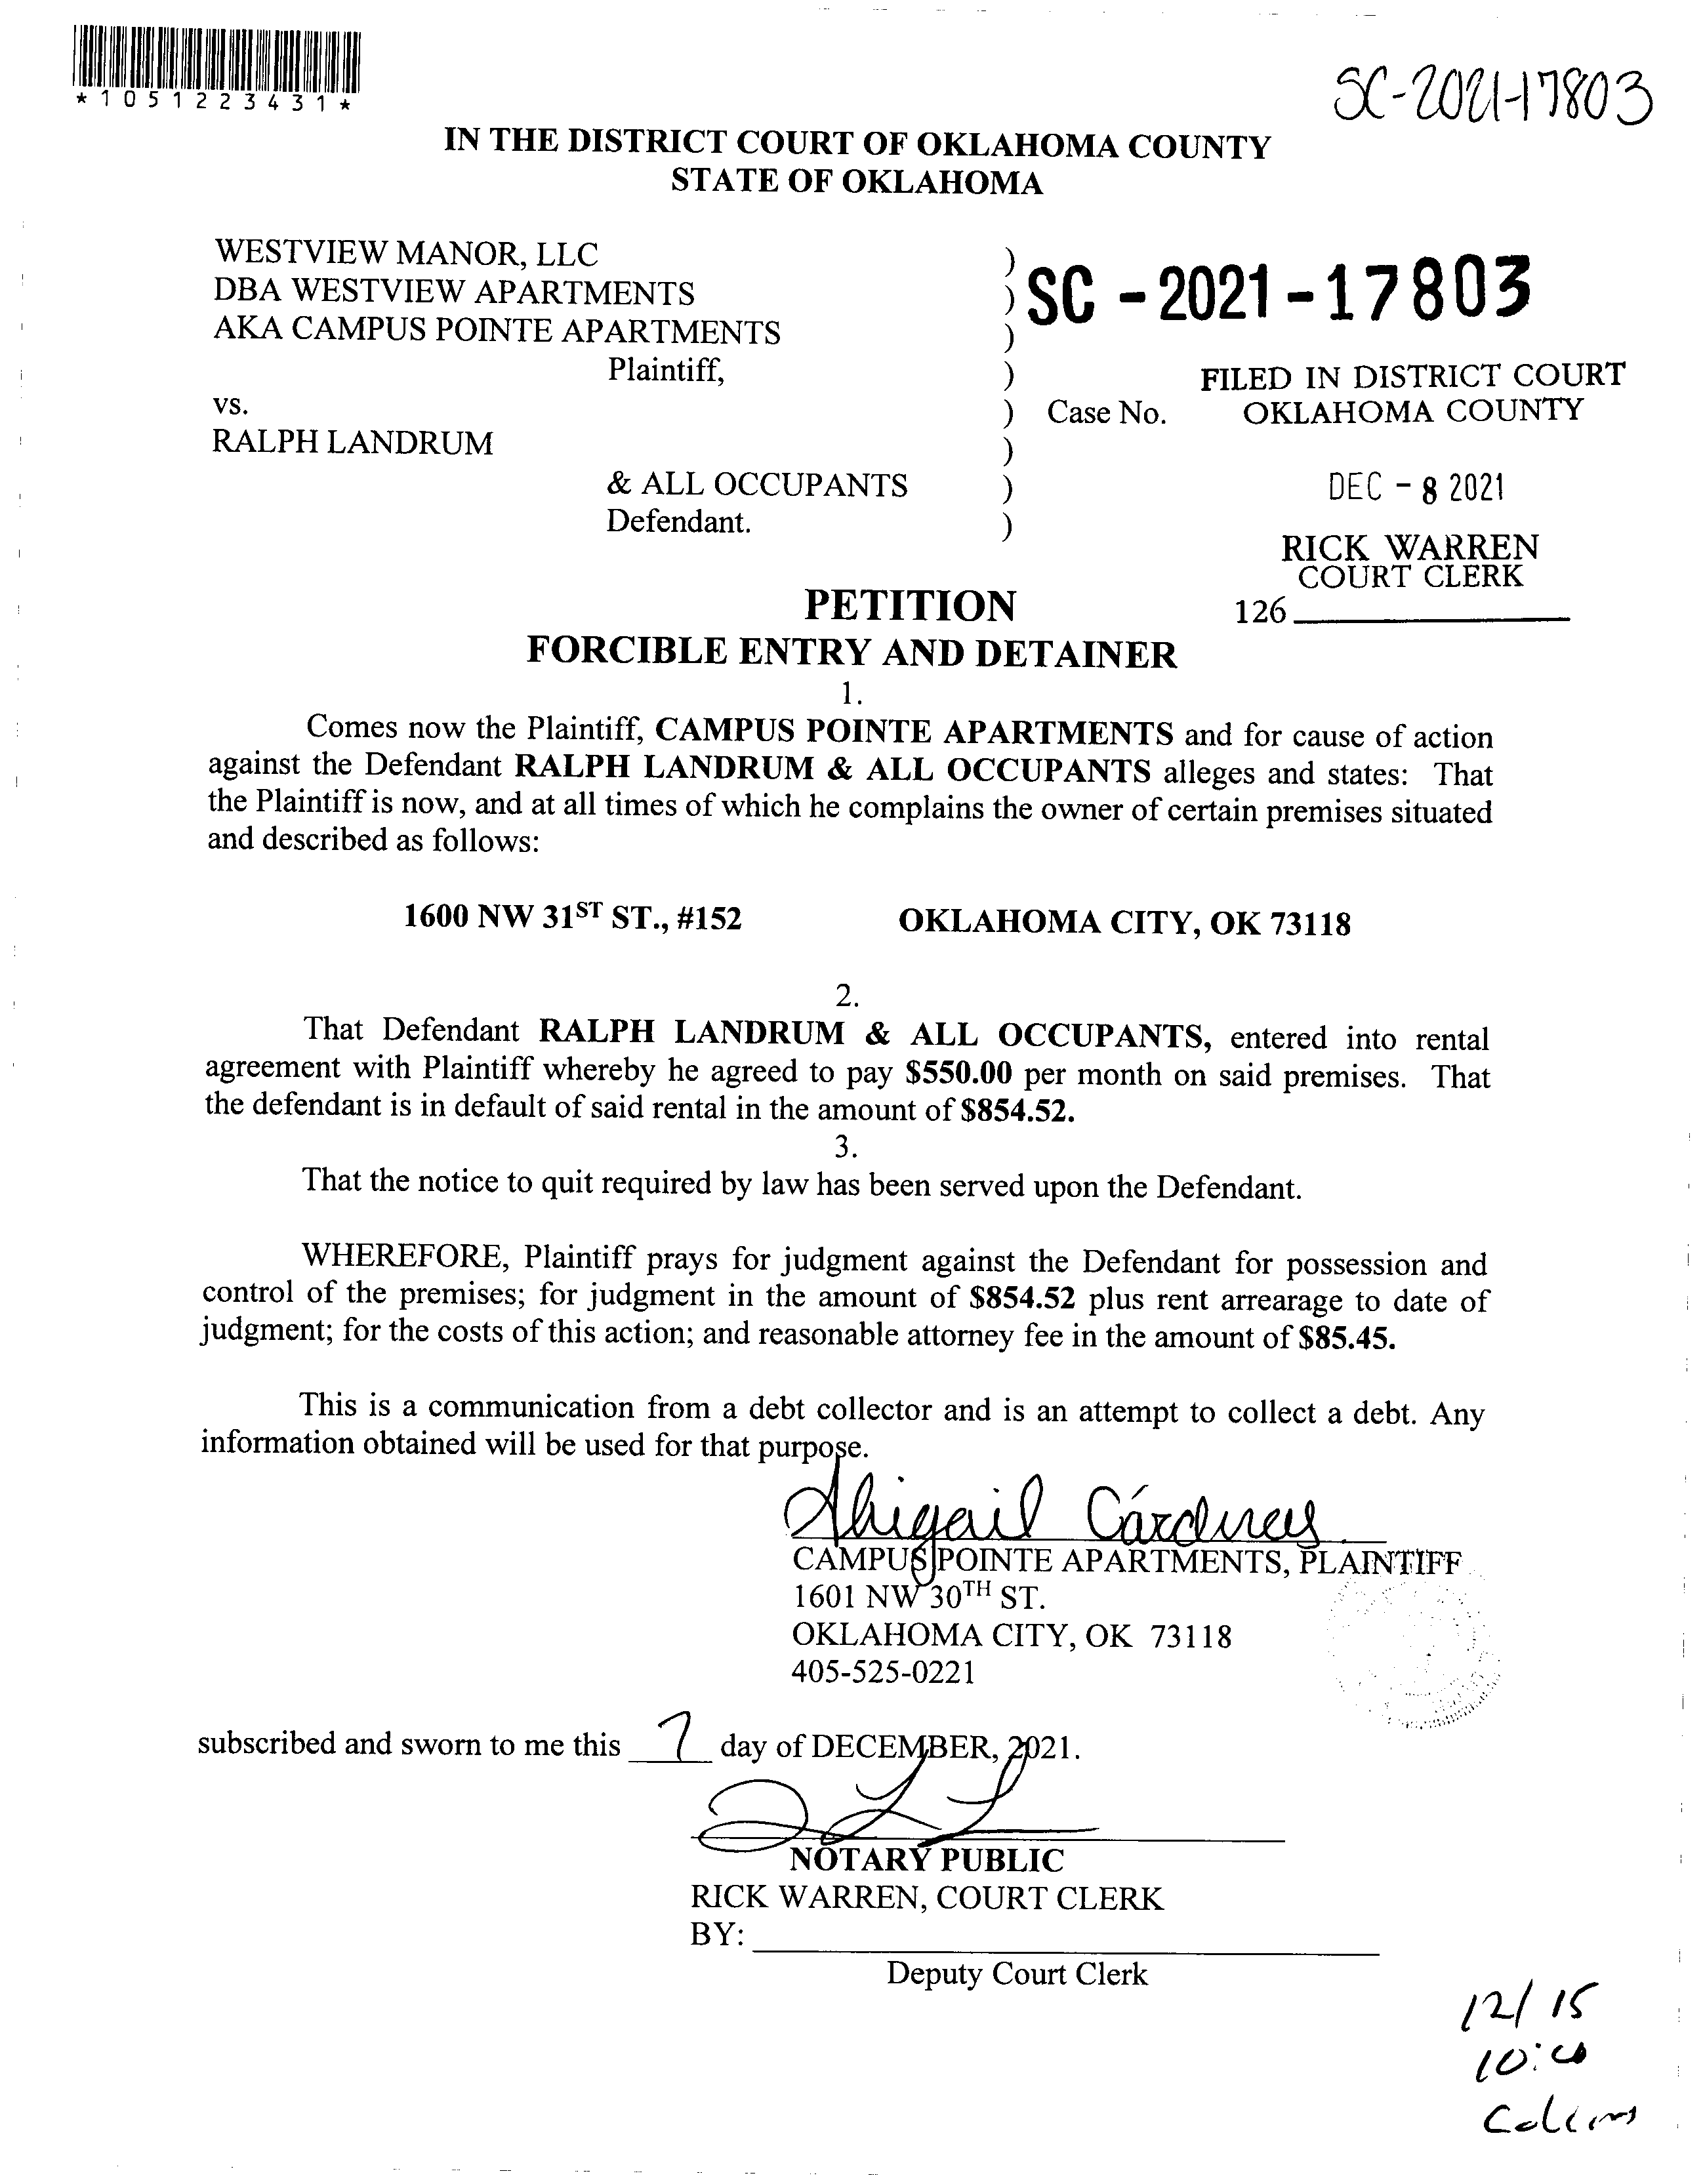 *1051223431*
SC-2021-17803
IN THE DISTRICT COURT OF OKLAHOMA COUNTY
STATE OF OKLAHOMA
WESTVIEW MANOR, LLC
DBA WESTVIEW APARTMENTS
AKA CAMPUS POINTE APARTMENTS
Plaintiff,
vs.
RALPH LANDRUM
& ALL OCCUPANTS
Defendant.
)
)
)
)
)
)
)
)
SC - 2021 - 17803
Case No.
FILED IN DISTRICT COURT
OKLAHOMA COUNTY
DEC - 8 2021
RICK WARREN
COURT CLERK
126
PETITION
FORCIBLE ENTRY AND DETAINER
1.
Comes now the Plaintiff, CAMPUS POINTE APARTMENTS and for cause of action
against the Defendant RALPH LANDRUM & ALL OCCUPANTS alleges and states: That
the Plaintiff is now, and at all times of which he complains the owner of certain premises situated
and described as follows:
1600 NW 31ST ST., #152 OKLAHOMA CITY, OK 73118
2.
That Defendant RALPH LANDRUM & ALL OCCUPANTS, entered into rental
agreement with Plaintiff whereby he agreed to pay $550.00 per month on said premises. That
the defendant is in default of said rental in the amount of $854.52.
3.
That the notice to quit required by law has been served upon the Defendant.
WHEREFORE, Plaintiff prays for judgment against the Defendant for possession and
control of the premises; for judgment in the amount of $854.52 plus rent arrearage to date of
judgment; for the costs of this action; and reasonable attorney fee in the amount of $85.45.
This is a communication from a debt collector and is an attempt to collect a debt. Any
information obtained will be used for that purpose.
Abigail Cárdenas
CAMPUS POINTE APARTMENTS, PLAINTIFF
1601 NW 30TH ST.
OKLAHOMA CITY, OK 73118
405-525-0221
subscribed and sworn to me this 7 day of DECEMBER, 2021.
NOTARY PUBLIC
RICK WARREN, COURT CLERK
BY:
Deputy Court Clerk
12/15
10:00
Collins